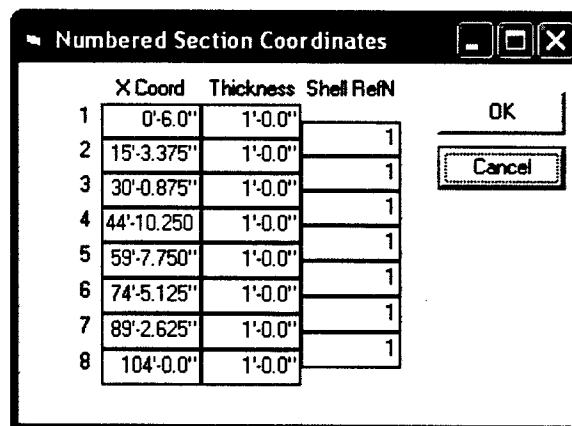 Numbered Section Coordinates
X Coord Thickness Shell RefN
1 0'-6.0" 1'-0.0"
OK
1
2 15'-3.375" 1'-0.0"
1
Cancel
3 30'-0.875" 1'-0.0"
1
4 44'-10.250 1'-0.0"
1
5 59'-7.750" 1'-0.0"
1
6 74'-5.125" 1'-0.0"
1
7 89'-2.625" 1'-0.0"
1
8 104'-0.0" 1'-0.0"